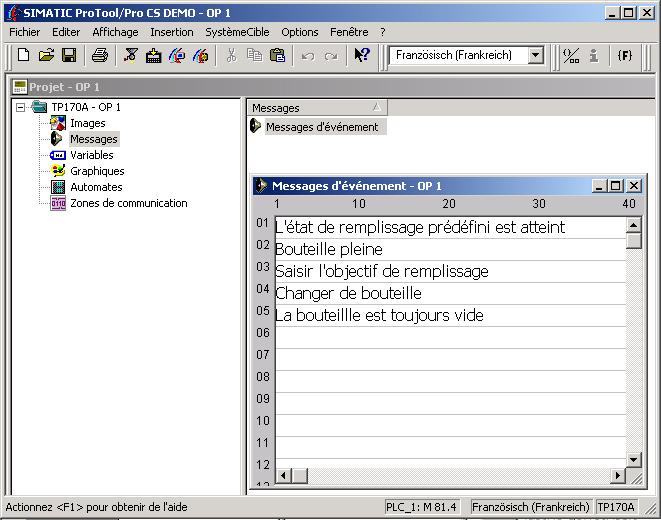 SIMATIC ProTool/Pro CS DEMO - OP 1
Fichier Editer Affichage Insertion SystèmeCible Options Fenêtre ?
Französisch (Frankreich)
Projet - OP 1
TP170A - OP 1
Images
Messages
Variables
Graphiques
Automates
Zones de communication
Messages
Messages d'événement
Messages d'événement - OP 1
1 10 20 30 40
01 L'état de remplissage prédéfini est atteint
02 Bouteille pleine
03 Saisir l'objectif de remplissage
04 Changer de bouteille
05 La bouteillle est toujours vide
06
07
08
09
10
11
12
Actionnez <F1> pour obtenir de l'aide
PLC_1: M 81.4 Französisch (Frankreich) TP170A